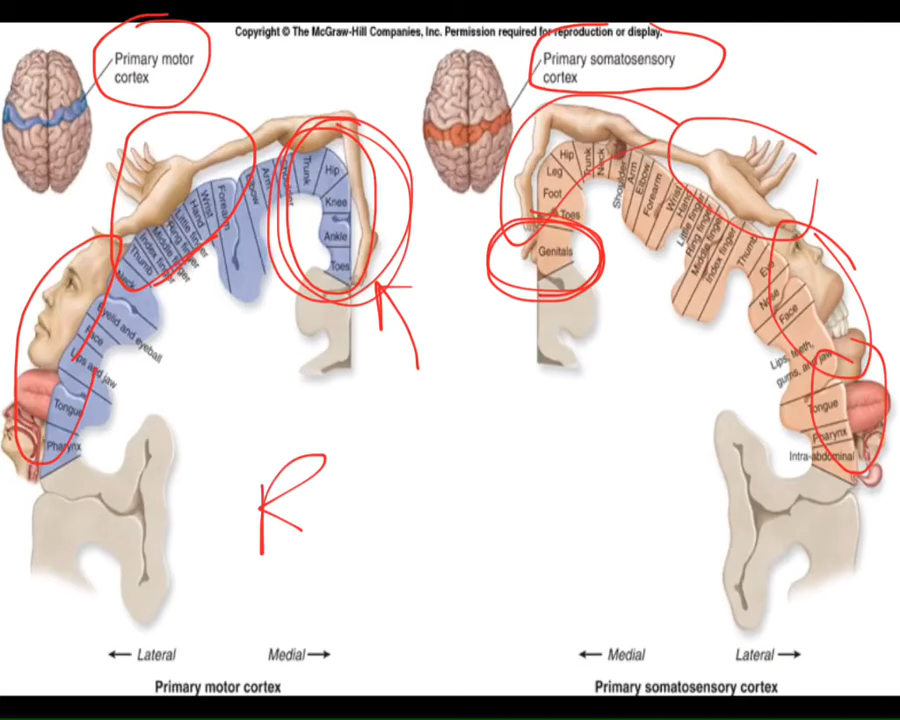 Copyright © The McGraw-Hill Companies, Inc. Permission required for reproduction or display.
Primary motor
cortex
Primary somatosensory
cortex
Toes
Ankle
Knee
Hip
Trunk
Shoulder
Arm
Elbow
Forearm
Wrist
Hand
Little finger
Ring finger
Middle finger
Index finger
Thumb
Neck
Eyelid and eyeball
Face
Lips and jaw
Tongue
Pharynx
Genitals
Toes
Foot
Leg
Hip
Trunk
Neck
Shoulder
Arm
Elbow
Forearm
Wrist
Hand
Little finger
Ring finger
Middle finger
Index finger
Thumb
Eye
Nose
Face
Lips, teeth,
gums, and jaw
Tongue
Pharynx
Intra-abdominal
R
← Lateral
Medial →
← Medial
Lateral →
Primary motor cortex
Primary somatosensory cortex